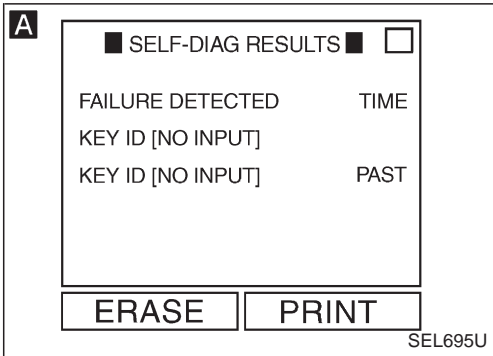 A
SELF-DIAG RESULTS
FAILURE DETECTED TIME
KEY ID [NO INPUT]
KEY ID [NO INPUT] PAST
ERASE PRINT
SEL695U